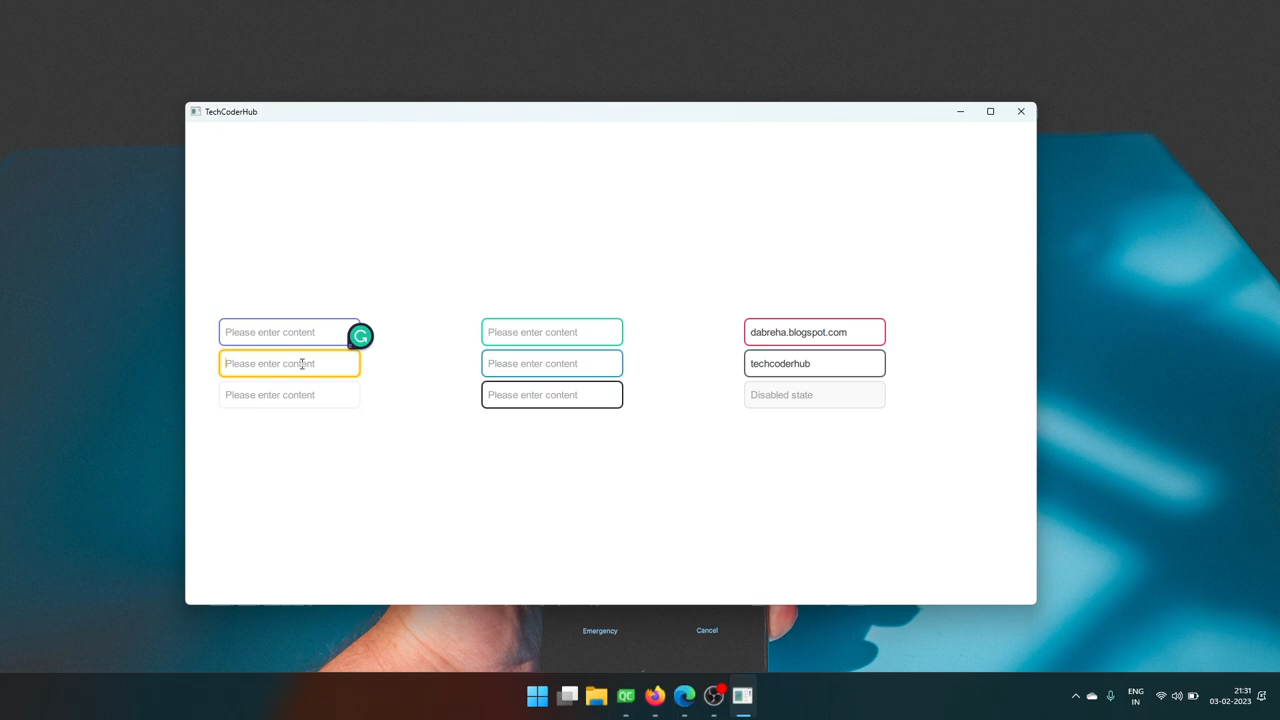 TechCoderHub
Please enter content
Please enter content
dabreha.blogspot.com
Please enter content
Please enter content
techcoderhub
Please enter content
Please enter content
Disabled state
Emergency
Cancel
QC
ENG
IN
21:31
03-02-2023